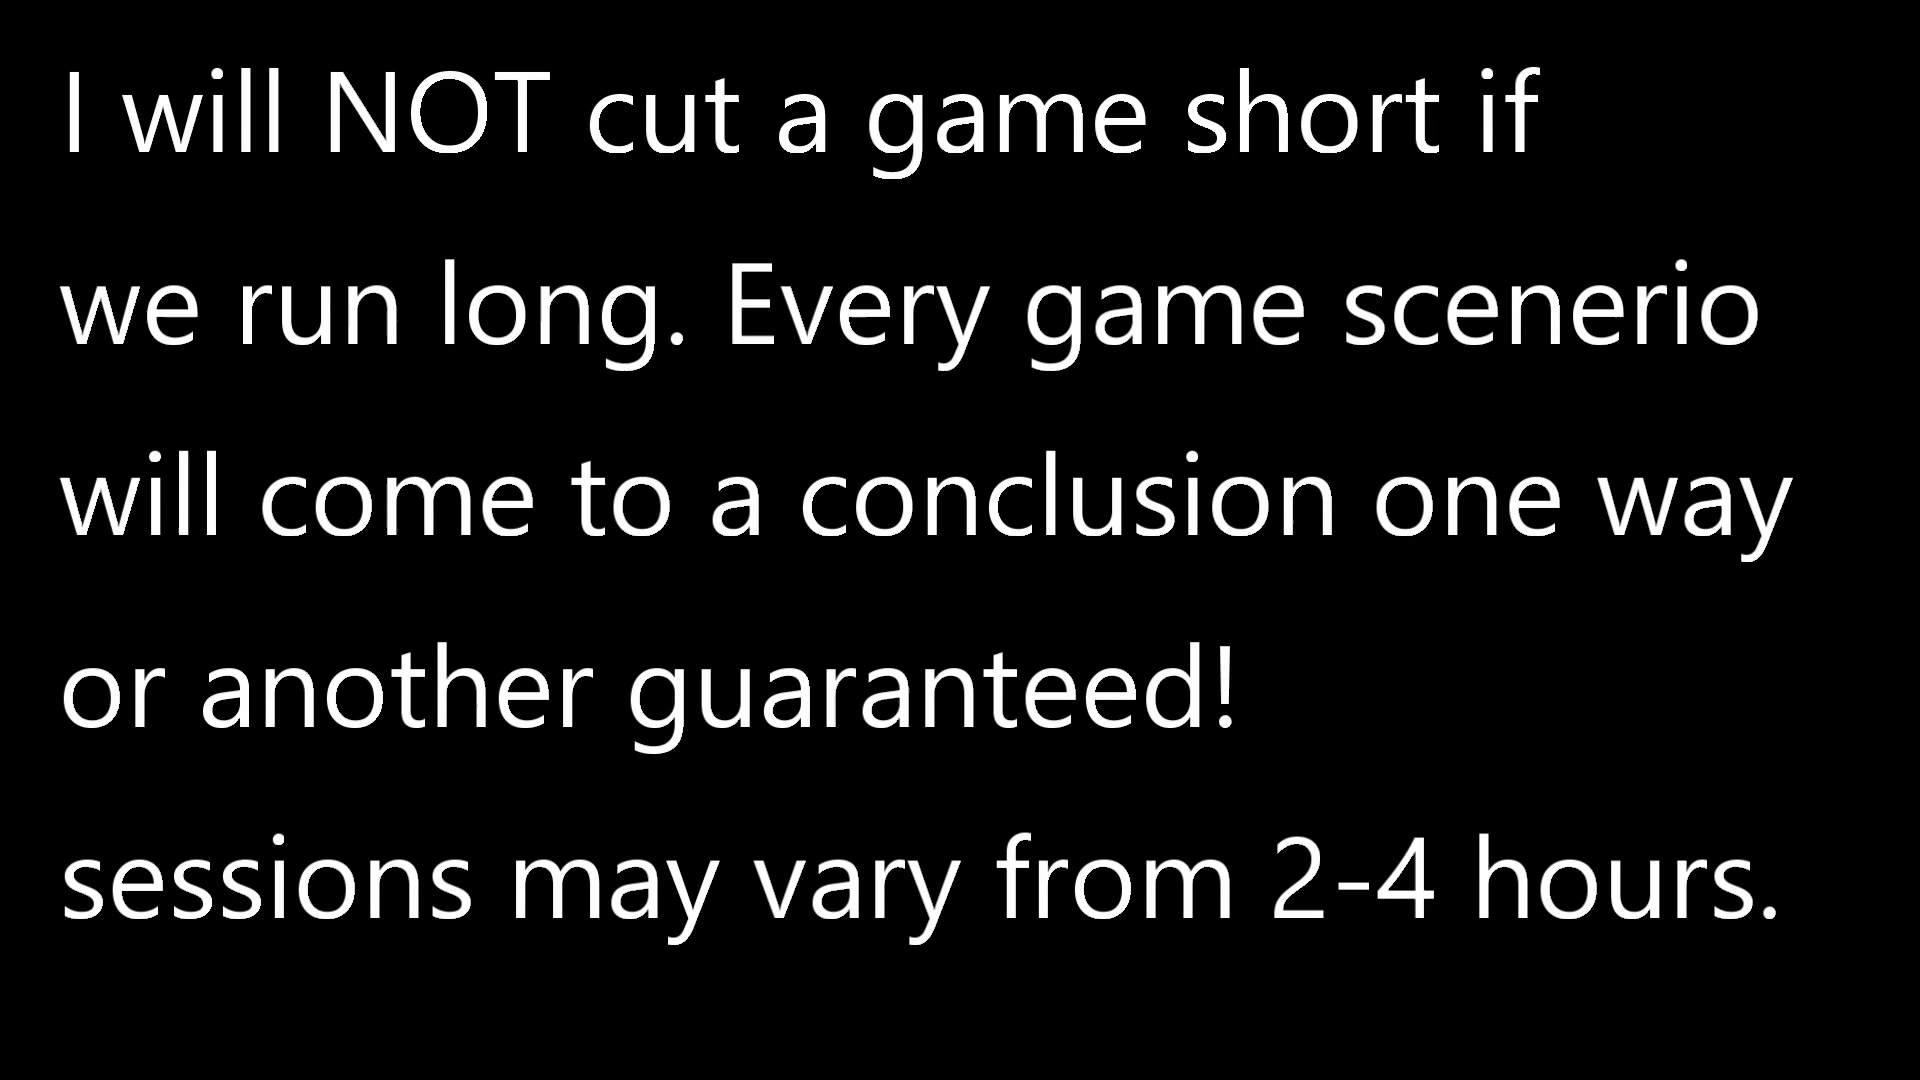 I will NOT cut a game short if
we run long. Every game scenerio
will come to a conclusion one way
or another guaranteed!
sessions may vary from 2-4 hours.